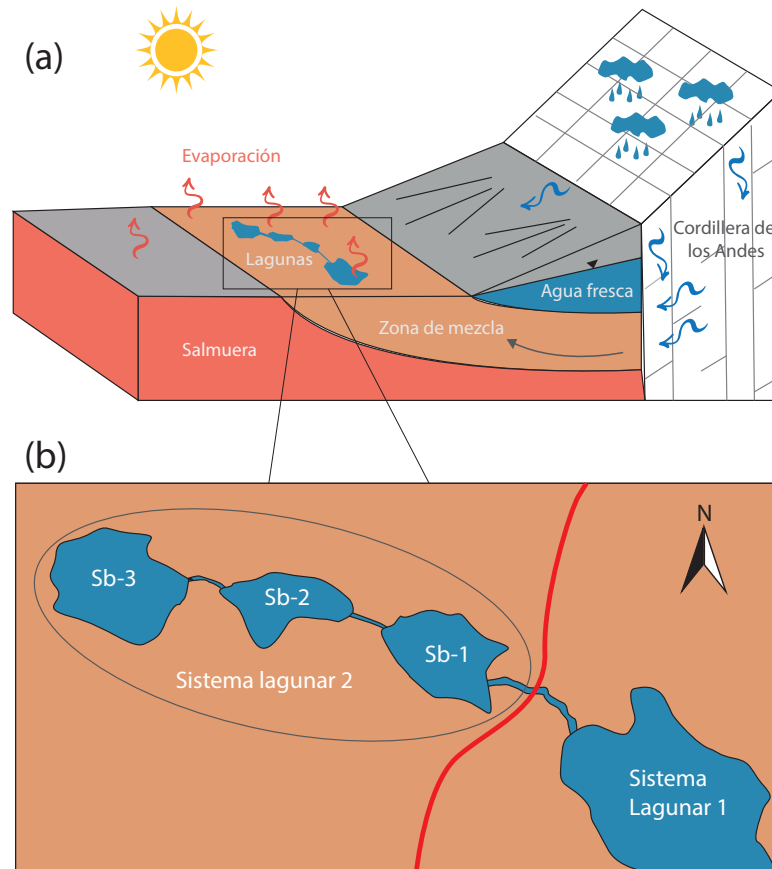 (a)
Evaporación
Cordillera de
los Andes
Lagunas
Agua fresca
Zona de mezcla
Salmuera
(b)
N
Sb-3
Sb-2
Sb-1
Sistema lagunar 2
Sistema
Lagunar 1